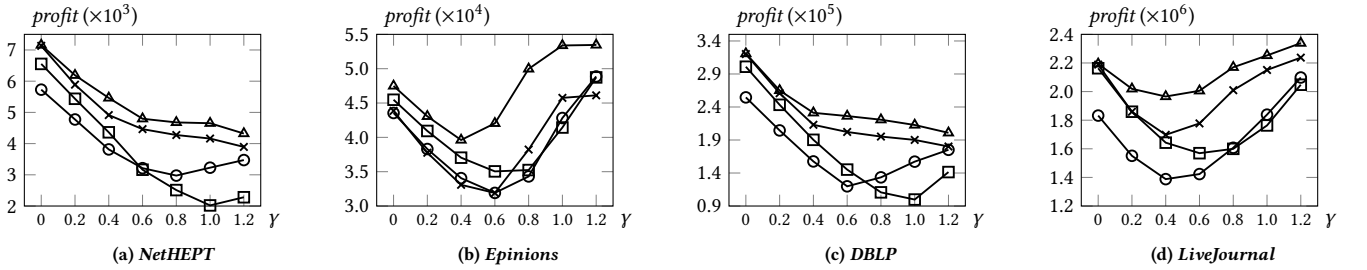 profit (×10³)
7
6
5
4
3
2
0 0.2 0.4 0.6 0.8 1.0 1.2 γ
(a) NetHEPT
profit (×10⁴)
5.5
5.0
4.5
4.0
3.5
3.0
0 0.2 0.4 0.6 0.8 1.0 1.2 γ
(b) Epinions
profit (×10⁵)
3.4
2.9
2.4
1.9
1.4
0.9
0 0.2 0.4 0.6 0.8 1.0 1.2 γ
(c) DBLP
profit (×10⁶)
2.4
2.2
2.0
1.8
1.6
1.4
1.2
0 0.2 0.4 0.6 0.8 1.0 1.2 γ
(d) LiveJournal